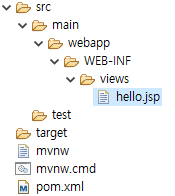 src
main
webapp
WEB-INF
views
hello.jsp
test
target
mvnw
mvnw.cmd
pom.xml